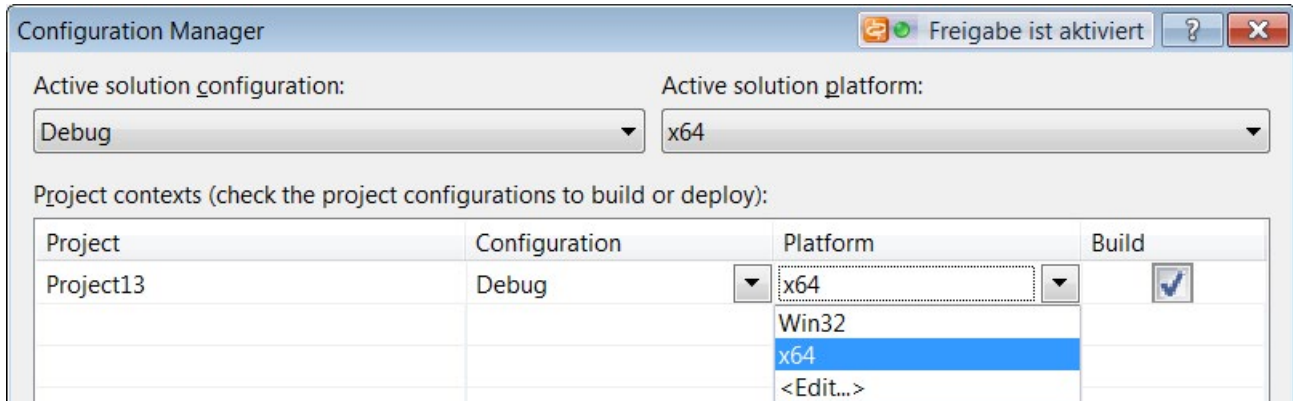 Configuration Manager Freigabe ist aktiviert ?
Active solution configuration: Active solution platform:
Debug x64
Project contexts (check the project configurations to build or deploy):
Project Configuration Platform Build
Project13 Debug x64
Win32
x64
<Edit...>